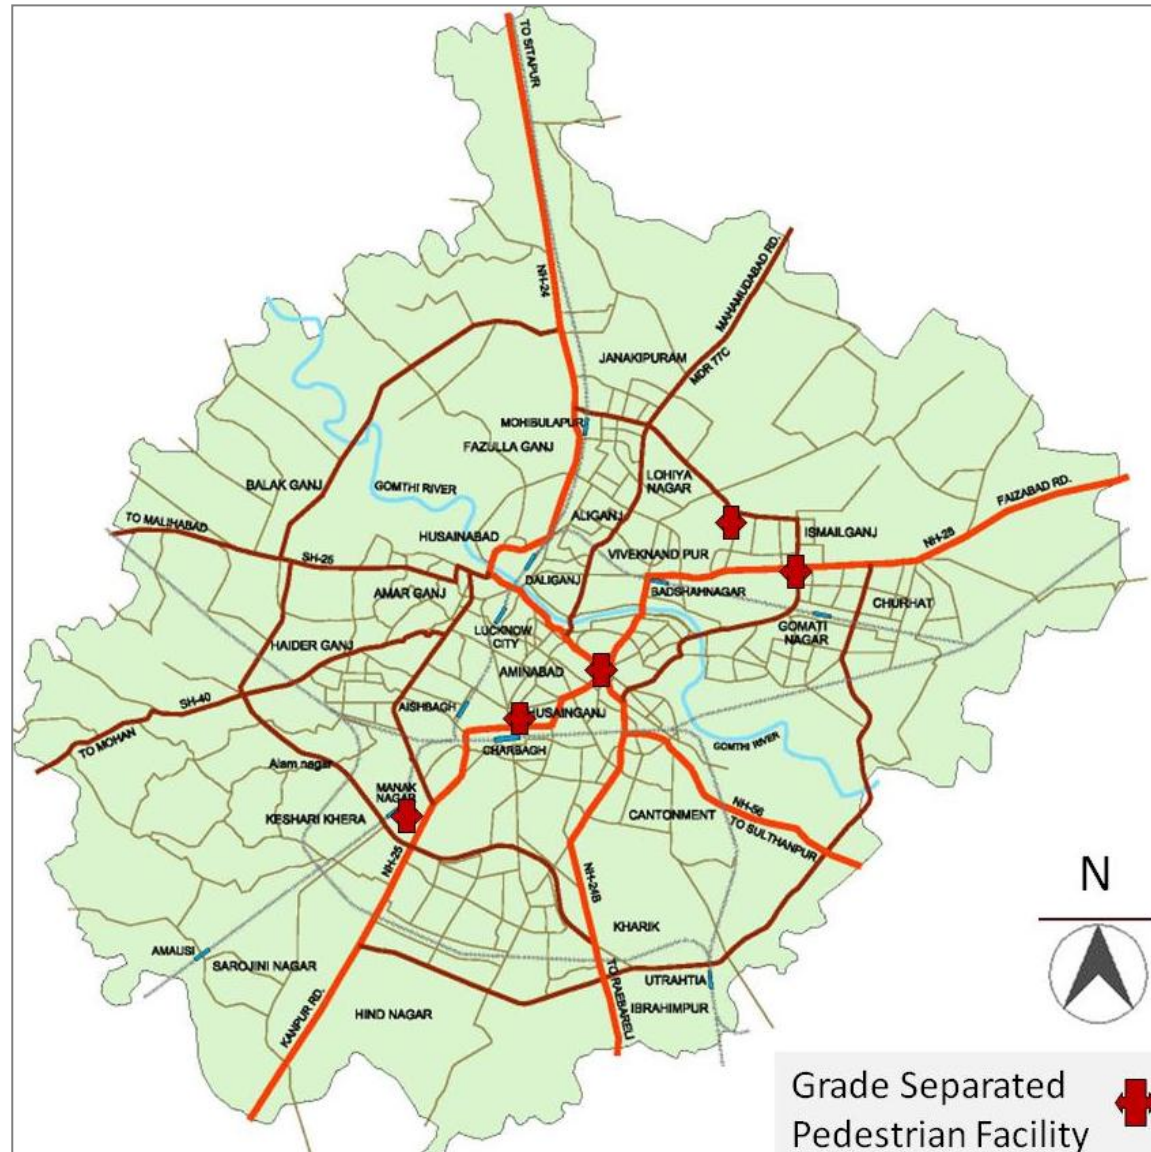 TO SITAPUR
NH-24
MAHAMUDABAD RD.
MDR 77C
JANAKIPURAM
MOHIBULAPUR
FAZULLA GANJ
LOHIYA
NAGAR
BALAK GANJ
GOMTHI RIVER
FAIZABAD RD.
TO MALIHABAD
ALIGANJ
ISMAILGANJ
HUSAINABAD
NH-28
SH-25
VIVEKNAND PUR
DALIGANJ
BADSHAHNAGAR
AMAR GANJ
CHURHAT
GOMATI
NAGAR
LUCKNOW
CITY
HAIDER GANJ
AMINABAD
SH-40
AISHBAGH
HUSAINGANJ
TO MOHAN
CHARBAGH
GOMTHI RIVER
Alam nagar
MANAK
NAGAR
KESHARI KHERA
CANTONMENT
NH-56
TO SULTHANPUR
NH-25
NH-24B
N
KHARIK
AMAUSI
SAROJINI NAGAR
UTRAHTIA
IBRAHIMPUR
TO RAEBARELI
KANPUR RD.
HIND NAGAR
Grade Separated
Pedestrian Facility